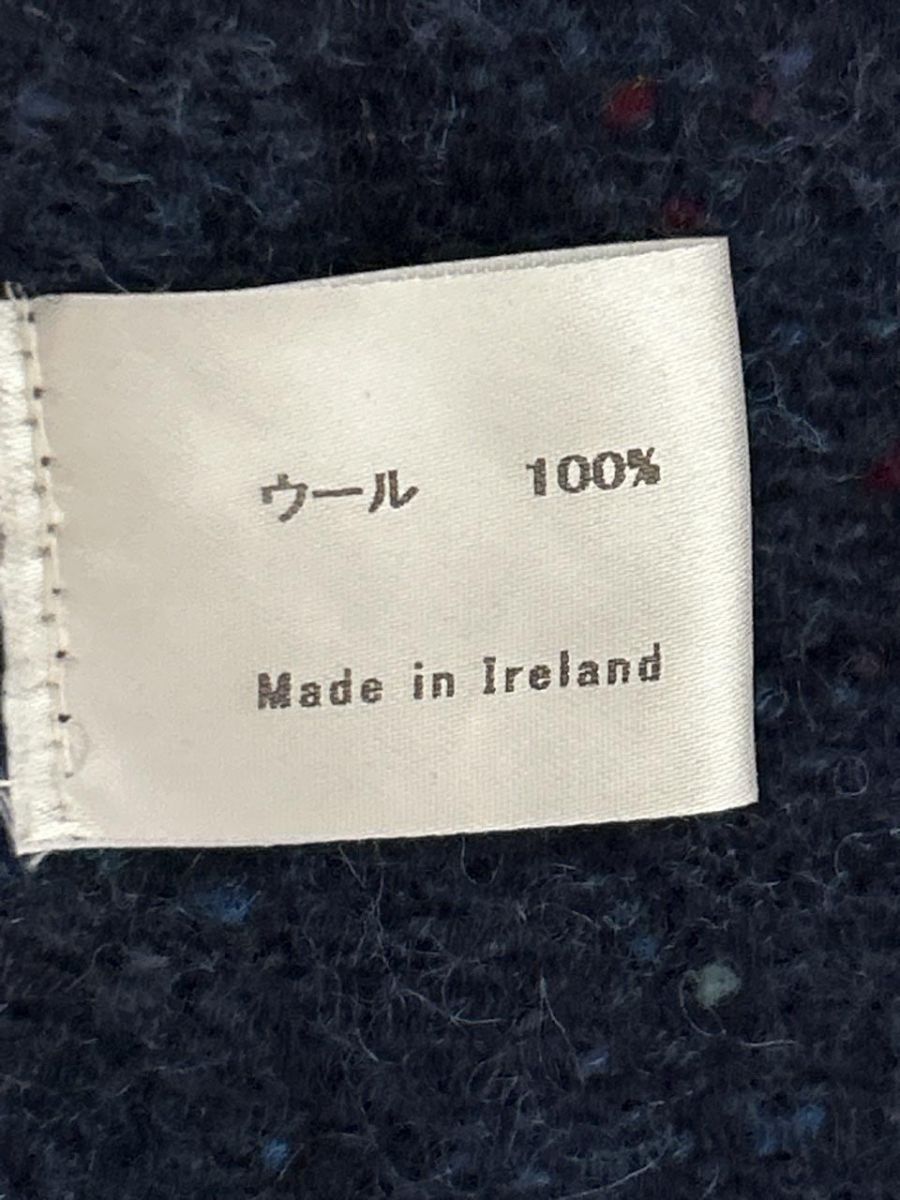 ウール 100%
Made in Ireland